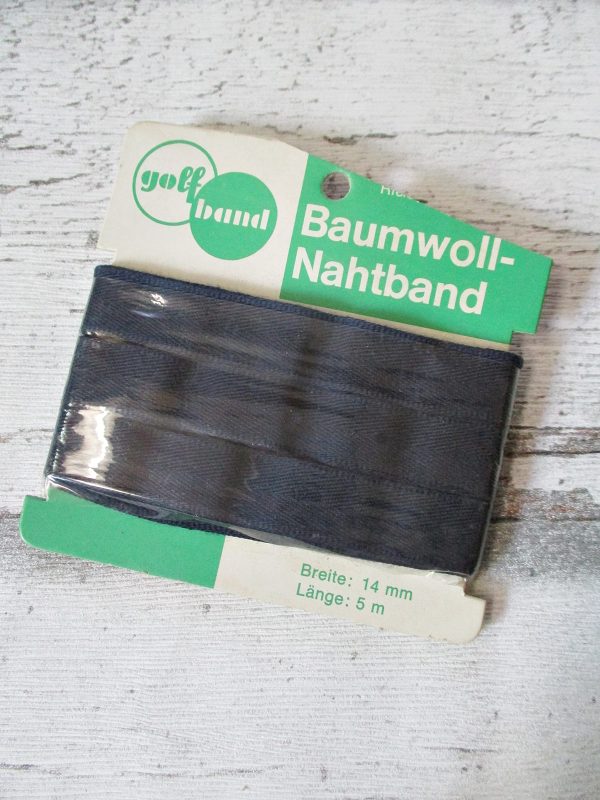 golf
band
Baumwoll-
Nahtband
Breite: 14 mm
Länge: 5 m